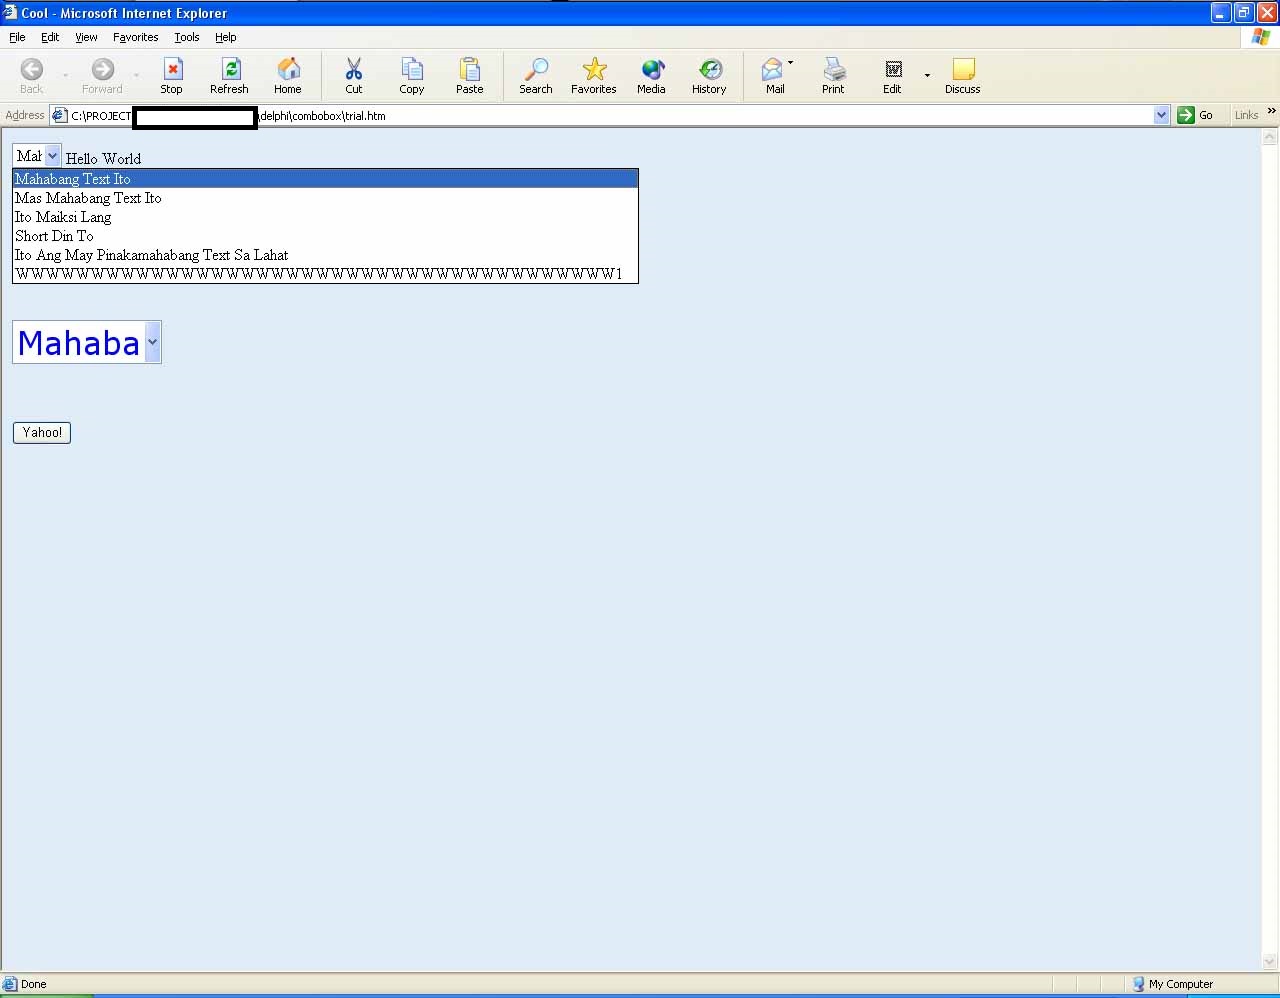 Cool - Microsoft Internet Explorer
File Edit View Favorites Tools Help
Back Forward Stop Refresh Home Cut Copy Paste Search Favorites Media History Mail Print Edit Discuss
Address C:\PROJECT \delphi\combobox\trial.htm Go Links »
Mah Hello World
Mahabang Text Ito
Mas Mahabang Text Ito
Ito Maiksi Lang
Short Din To
Ito Ang May Pinakamahabang Text Sa Lahat
WWWWWWWWWWWWWWWWWWWWWWWWWWWWWWWWWWWWWWWW1
Mahaba
Yahoo!
Done My Computer